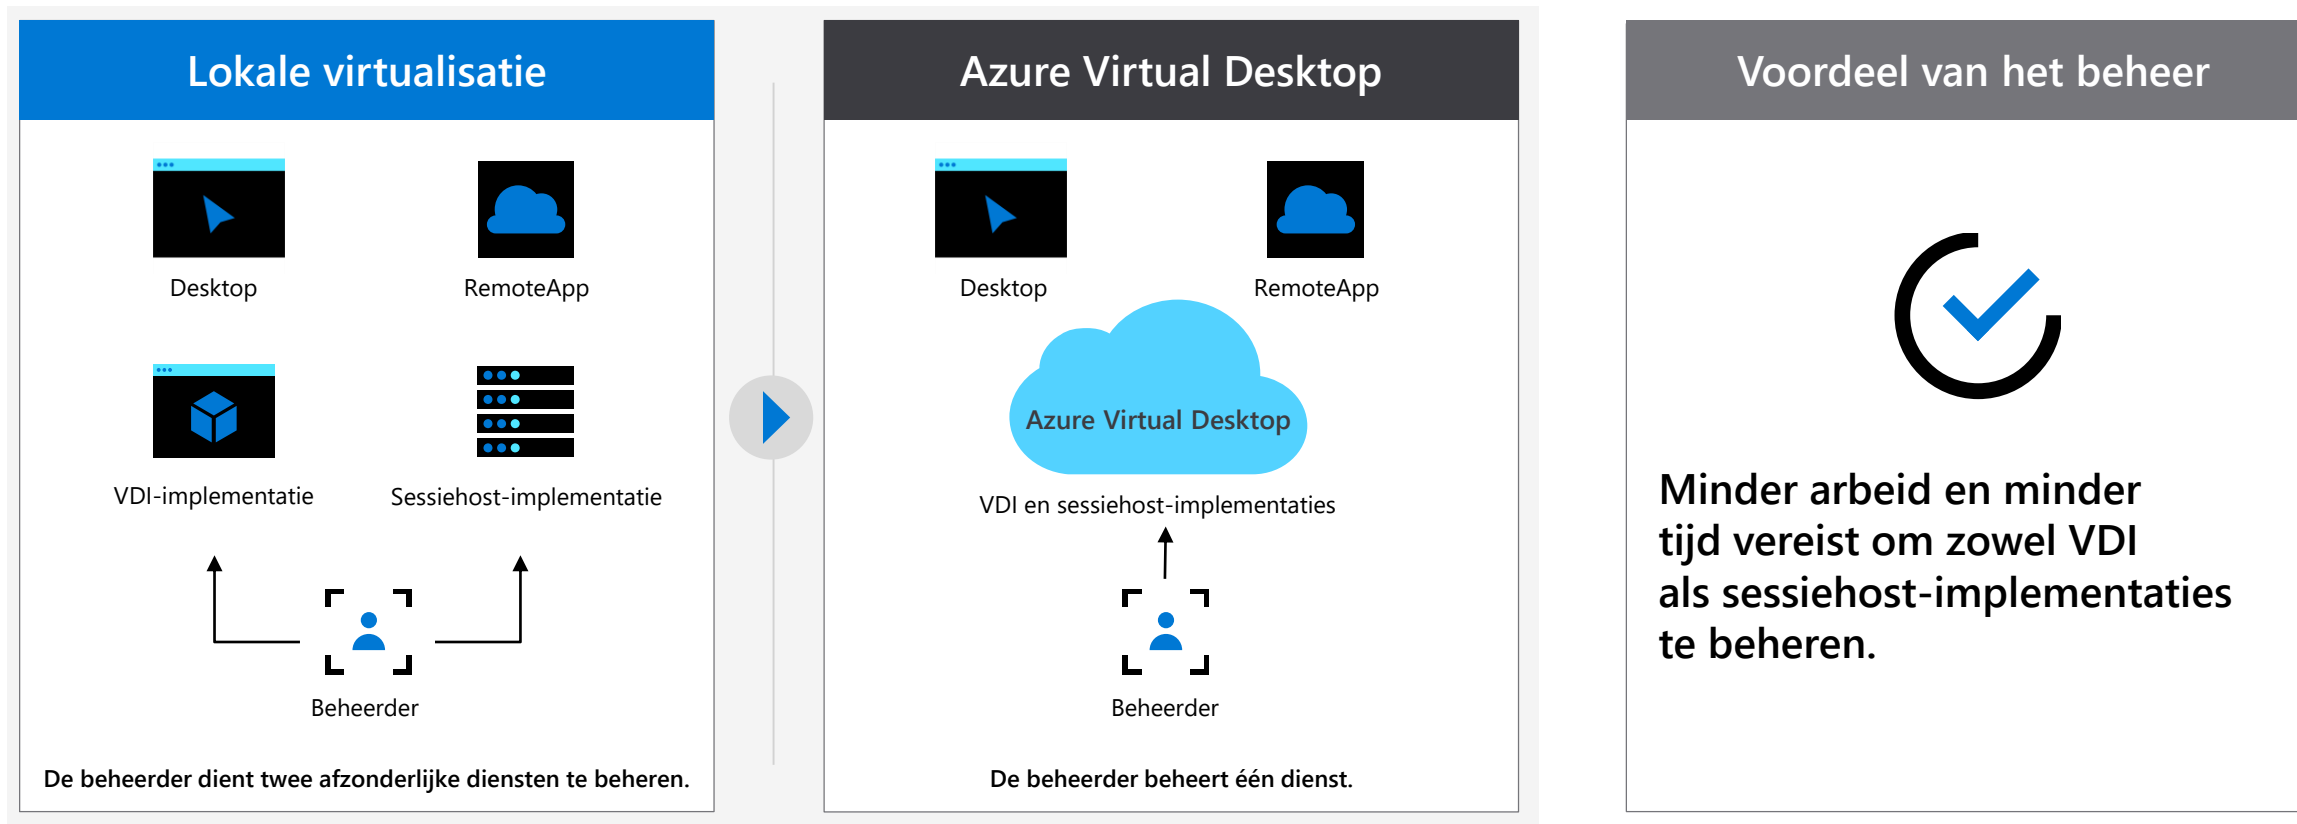 Lokale virtualisatie
Desktop
RemoteApp
VDI-implementatie
Sessiehost-implementatie
Beheerder
De beheerder dient twee afzonderlijke diensten te beheren.
Azure Virtual Desktop
Desktop
RemoteApp
Azure Virtual Desktop
VDI en sessiehost-implementaties
Beheerder
De beheerder beheert één dienst.
Voordeel van het beheer
Minder arbeid en minder
tijd vereist om zowel VDI
als sessiehost-implementaties
te beheren.